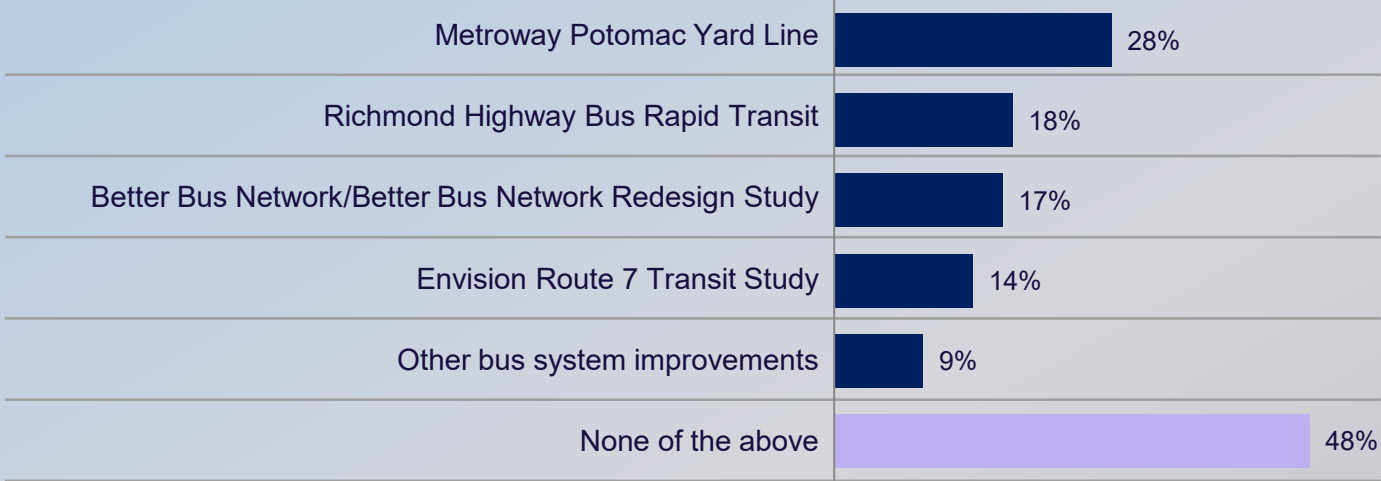 Metroway Potomac Yard Line 28%
Richmond Highway Bus Rapid Transit 18%
Better Bus Network/Better Bus Network Redesign Study 17%
Envision Route 7 Transit Study 14%
Other bus system improvements 9%
None of the above 48%